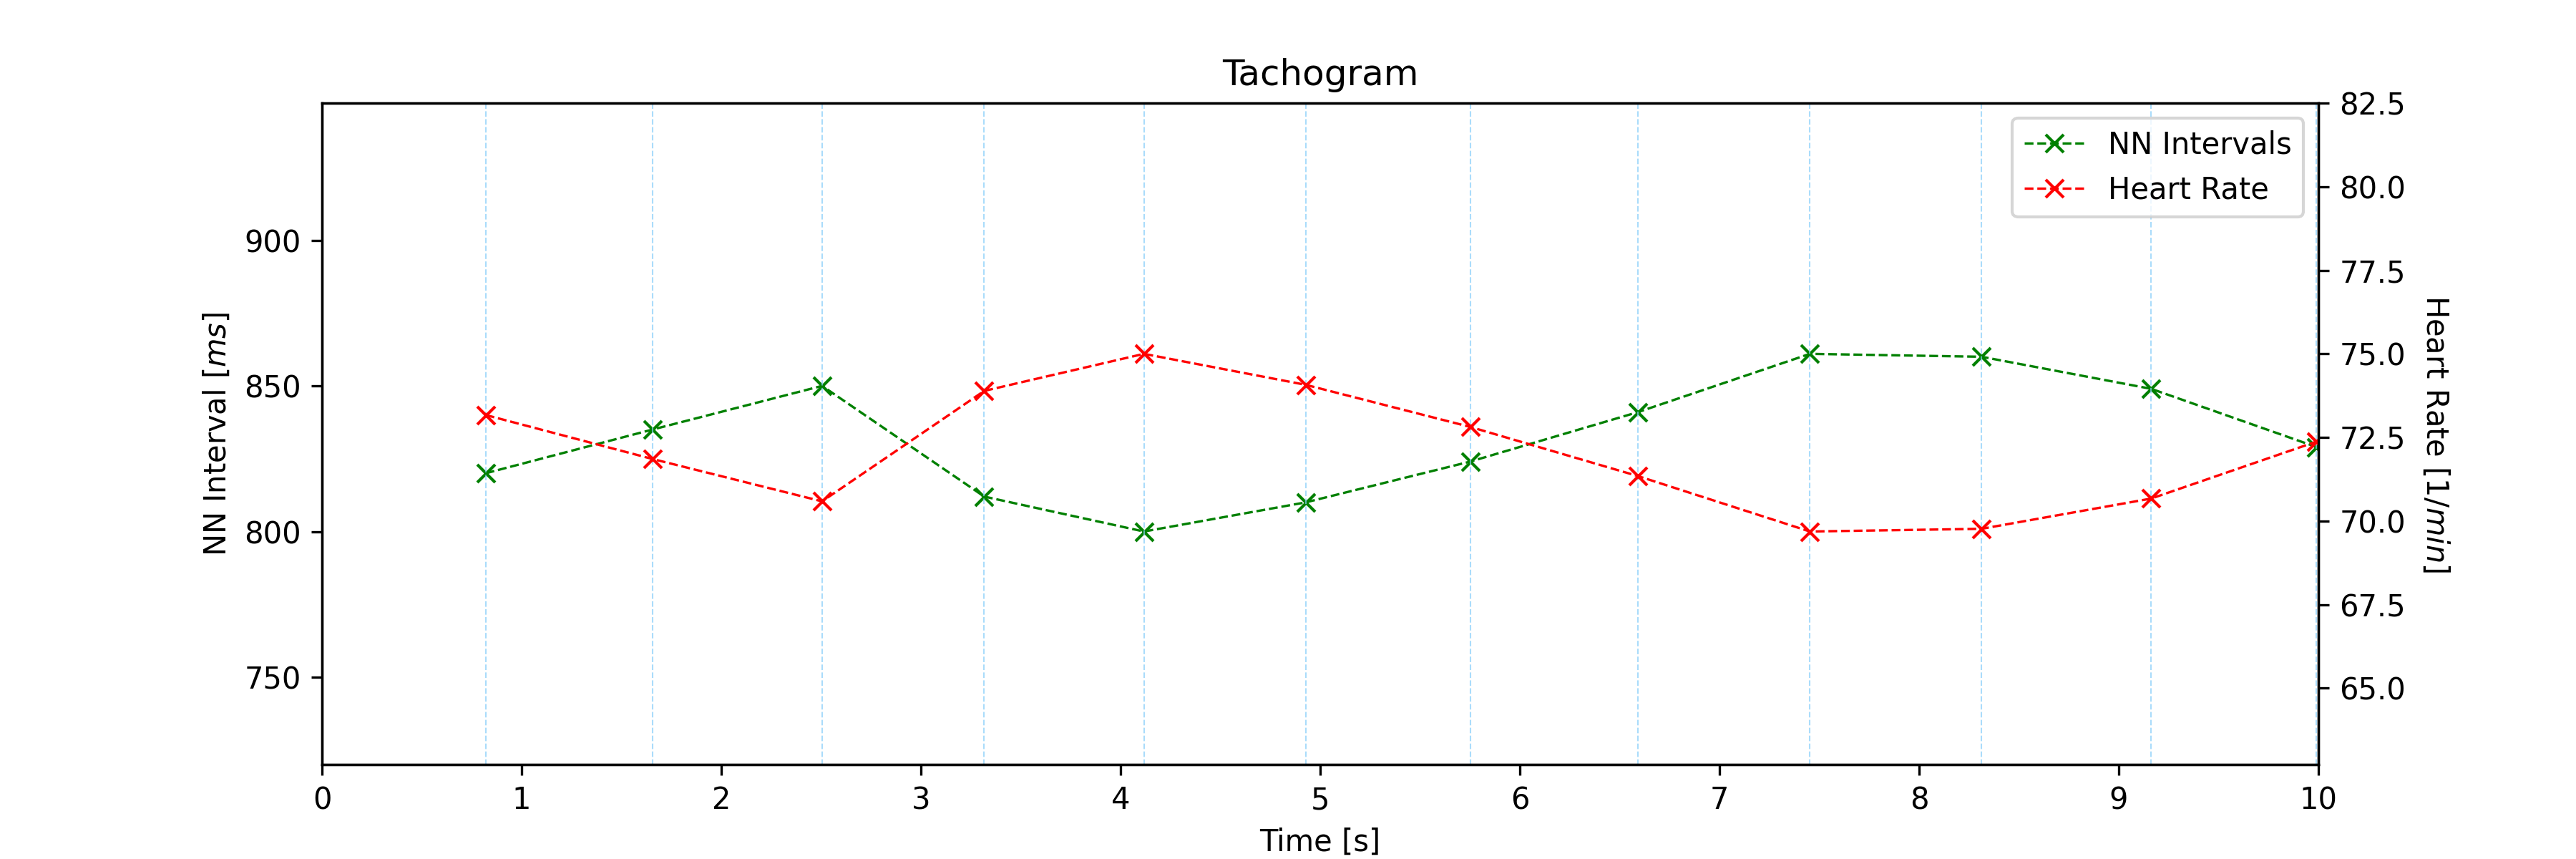 Tachogram
NN Intervals
Heart Rate
NN Interval [ms]
900
850
800
750
82.5
80.0
77.5
75.0
72.5
70.0
67.5
65.0
Heart Rate [1/min]
0 1 2 3 4 5 6 7 8 9 10
Time [s]